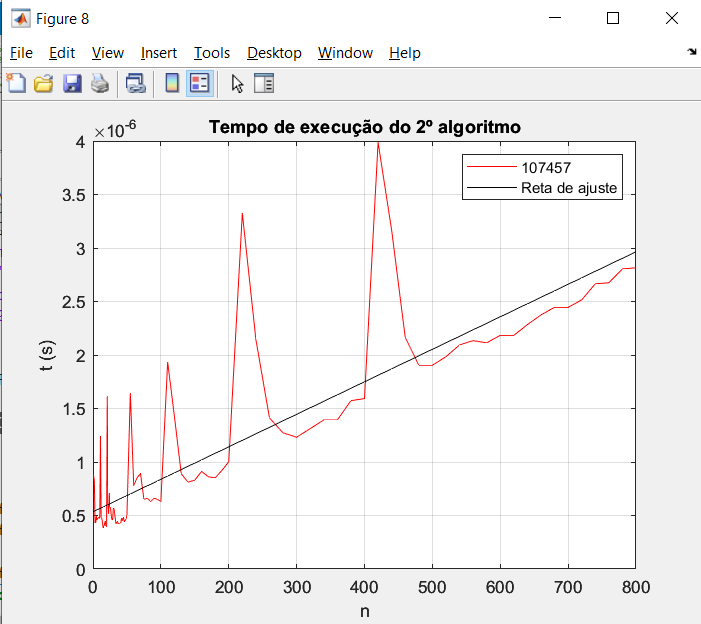 Figure 8
File Edit View Insert Tools Desktop Window Help
×10-6
Tempo de execução do 2º algoritmo
107457
Reta de ajuste
4
3.5
3
2.5
2
1.5
1
0.5
0
t (s)
0 100 200 300 400 500 600 700 800
n